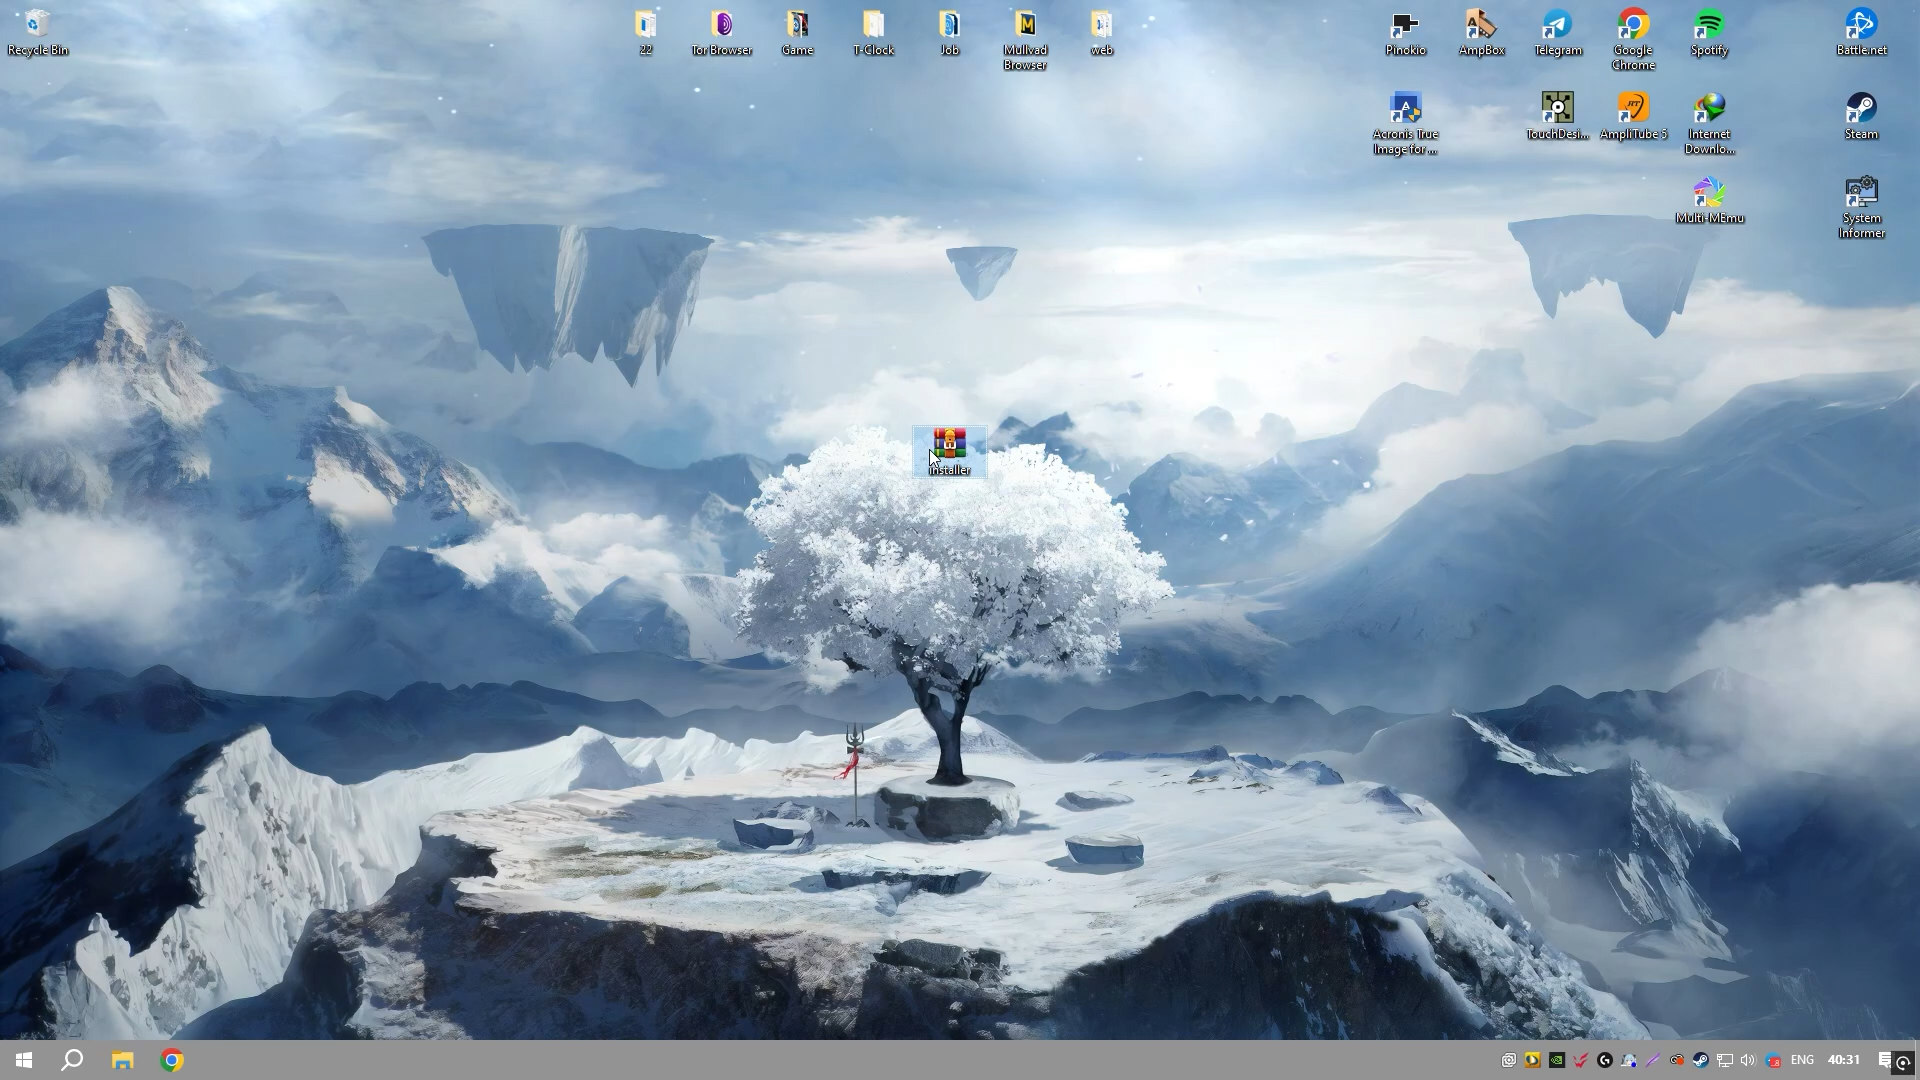 Recycle Bin
22
Tor Browser
Game
T-Clock
Job
Mullvad
Browser
web
Pinokio
AmpBox
Telegram
Google
Chrome
Spotify
Battle.net
Acronis True
Image for ...
TouchDesi...
AmpliTube 5
Internet
Downlo...
Steam
Multi-MEmu
System
Informer
installer
ENG
40:31